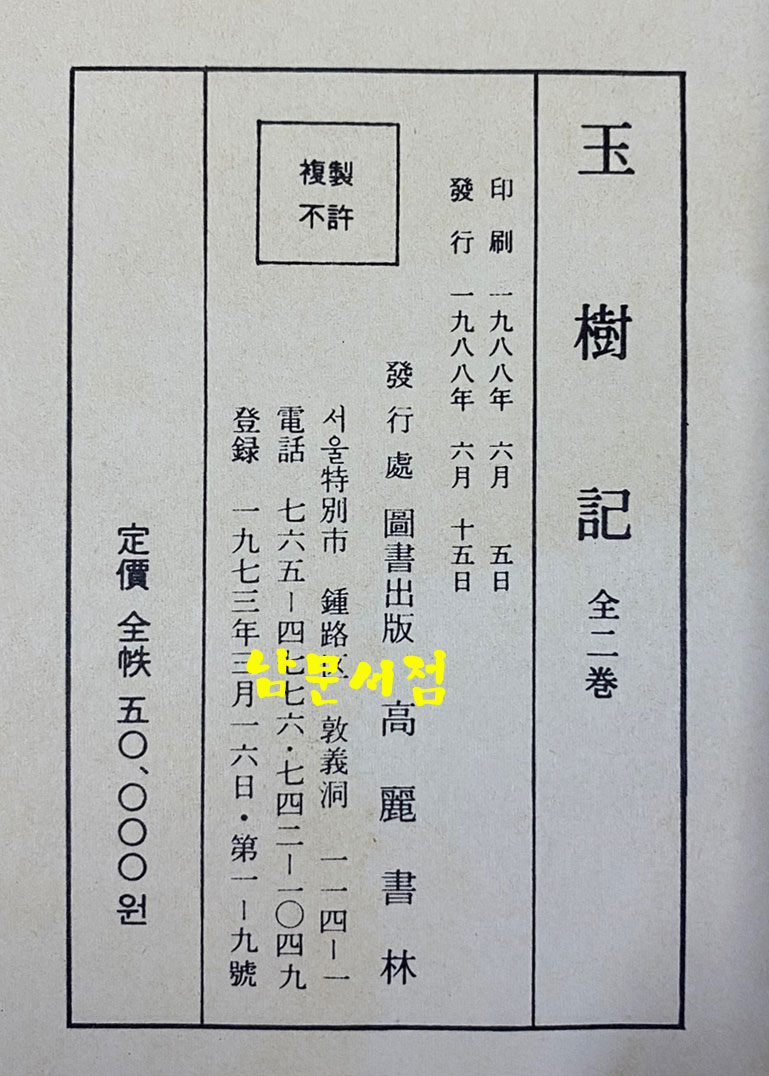 玉樹記 全二巻
印刷 一九八八年 六月 五日
發行 一九八八年 六月 十五日
複製
不許
發行處 圖書出版 高麗書林
서울特別市 鍾路区 敦義洞 一一四-一
電話 七六五-四七七六・七四二-一〇四九
登録 一九七三年三月一六日・第一-九號
定價 全帙 五〇、〇〇〇원
남문서점